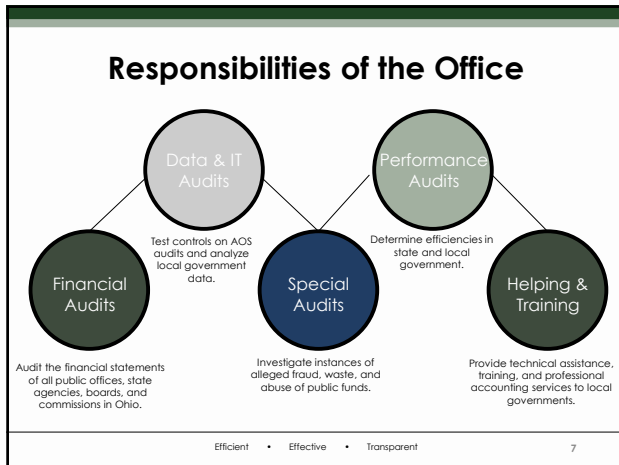 Responsibilities of the Office
Data & IT
Audits
Performance
Audits
Test controls on AOS
audits and analyze
local government
data.
Determine efficiencies in
state and local
government.
Financial
Audits
Special
Audits
Helping &
Training
Audit the financial statements
of all public offices, state
agencies, boards, and
commissions in Ohio.
Investigate instances of
alleged fraud, waste, and
abuse of public funds.
Provide technical assistance,
training, and professional
accounting services to local
governments.
Efficient • Effective • Transparent
7